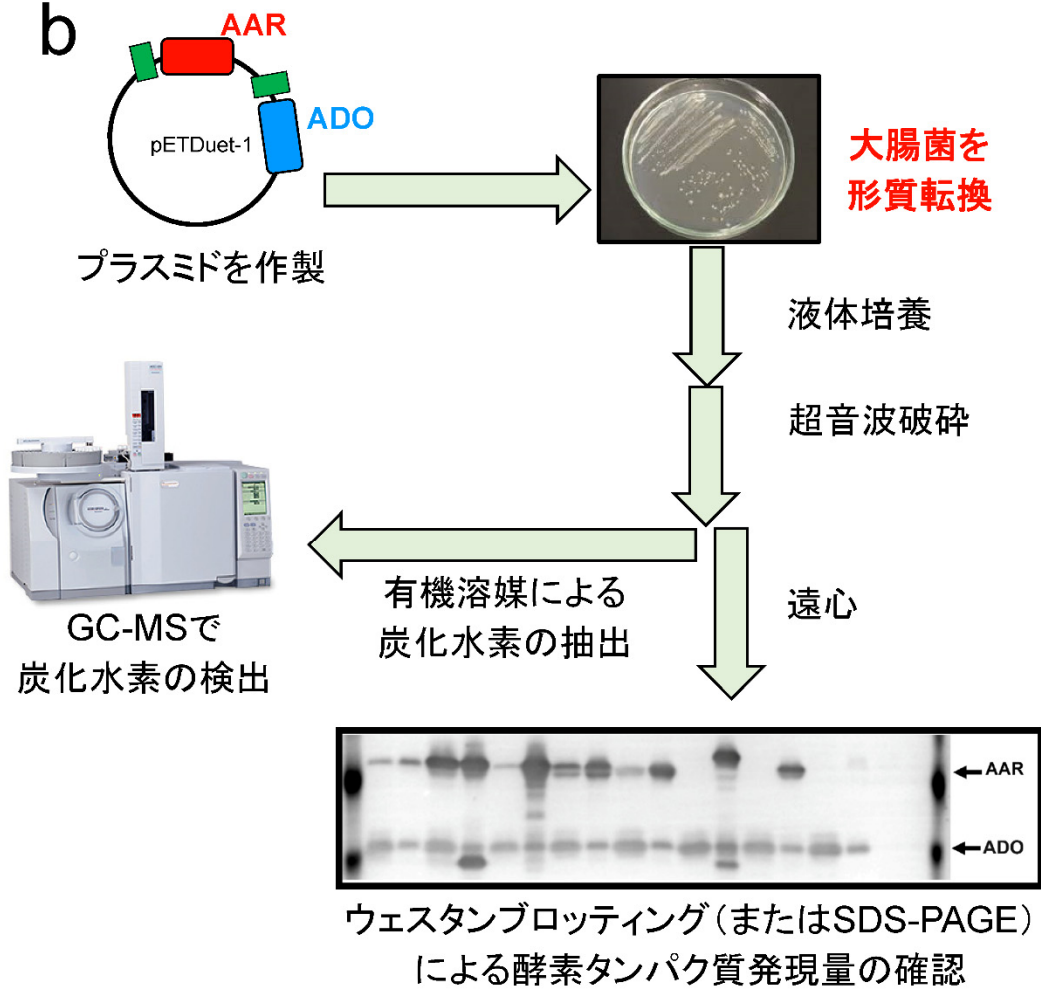 b
AAR
ADO
pETDuet-1
プラスミドを作製
大腸菌を
形質転換
液体培養
超音波破砕
有機溶媒による
炭化水素の抽出
遠心
GC-MSで
炭化水素の検出
AAR
ADO
ウェスタンブロッティング(またはSDS-PAGE)
による酵素タンパク質発現量の確認